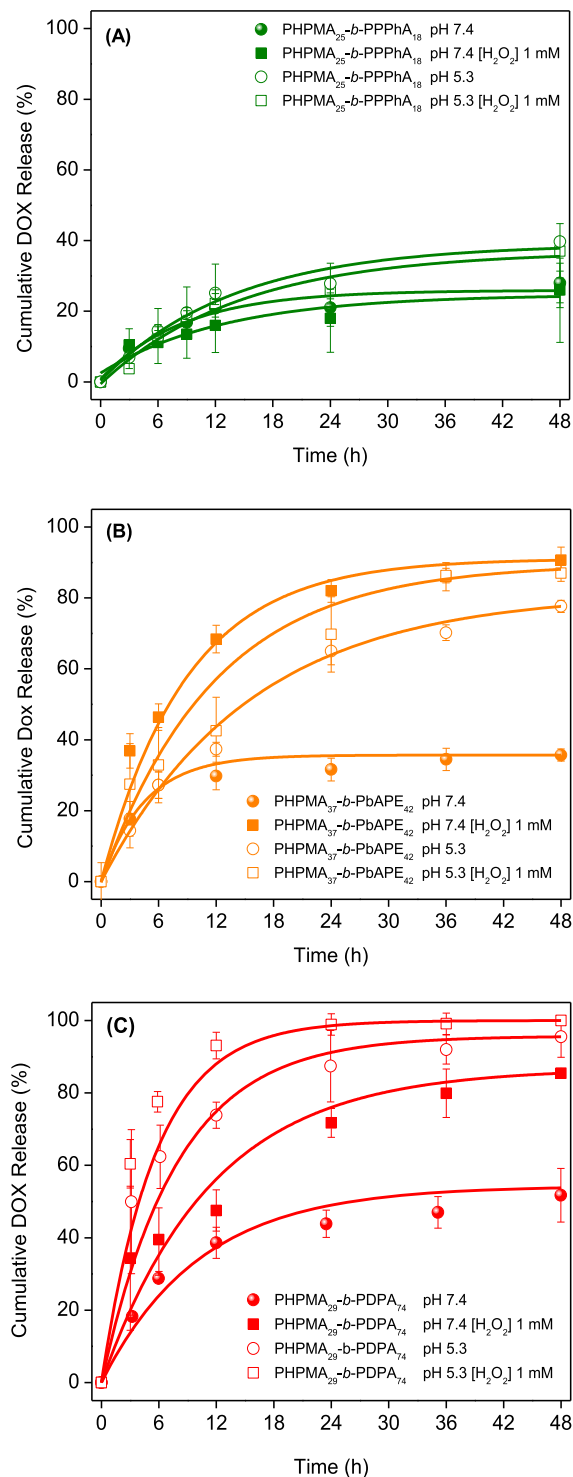 (A)
PHPMA₂₅-b-PPPhA₁₈ pH 7.4
PHPMA₂₅-b-PPPhA₁₈ pH 7.4 [H₂O₂] 1 mM
PHPMA₂₅-b-PPPhA₁₈ pH 5.3
PHPMA₂₅-b-PPPhA₁₈ pH 5.3 [H₂O₂] 1 mM
Cumulative DOX Release (%)
100
80
60
40
20
0
0 6 12 18 24 30 36 42 48
Time (h)
(B)
Cumulative Dox Release (%)
100
80
60
40
20
0
PHPMA₃₇-b-PbAPE₄₂ pH 7.4
PHPMA₃₇-b-PbAPE₄₂ pH 7.4 [H₂O₂] 1 mM
PHPMA₃₇-b-PbAPE₄₂ pH 5.3
PHPMA₃₇-b-PbAPE₄₂ pH 5.3 [H₂O₂] 1 mM
0 6 12 18 24 30 36 42 48
Time (h)
(C)
Cumulative DOX Release (%)
100
80
60
40
20
0
PHPMA₂₉-b-PDPA₇₄ pH 7.4
PHPMA₂₉-b-PDPA₇₄ pH 7.4 [H₂O₂] 1 mM
PHPMA₂₉-b-PDPA₇₄ pH 5.3
PHPMA₂₉-b-PDPA₇₄ pH 5.3 [H₂O₂] 1 mM
0 6 12 18 24 30 36 42 48
Time (h)